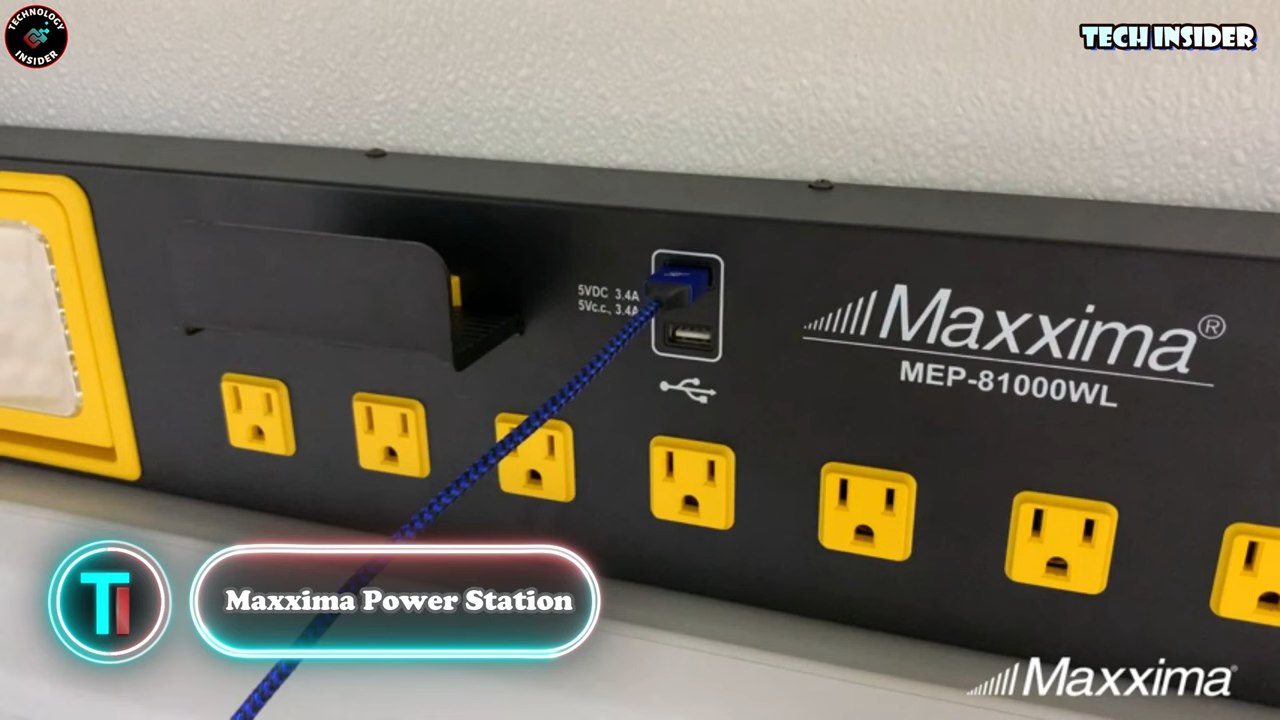 TECHNOLOGY
INSIDER
TECH INSIDER
5VDC 3.4A
5Vc.c., 3.4A
Maxxima®
MEP-81000WL
TI
Maxxima Power Station
Maxxima®